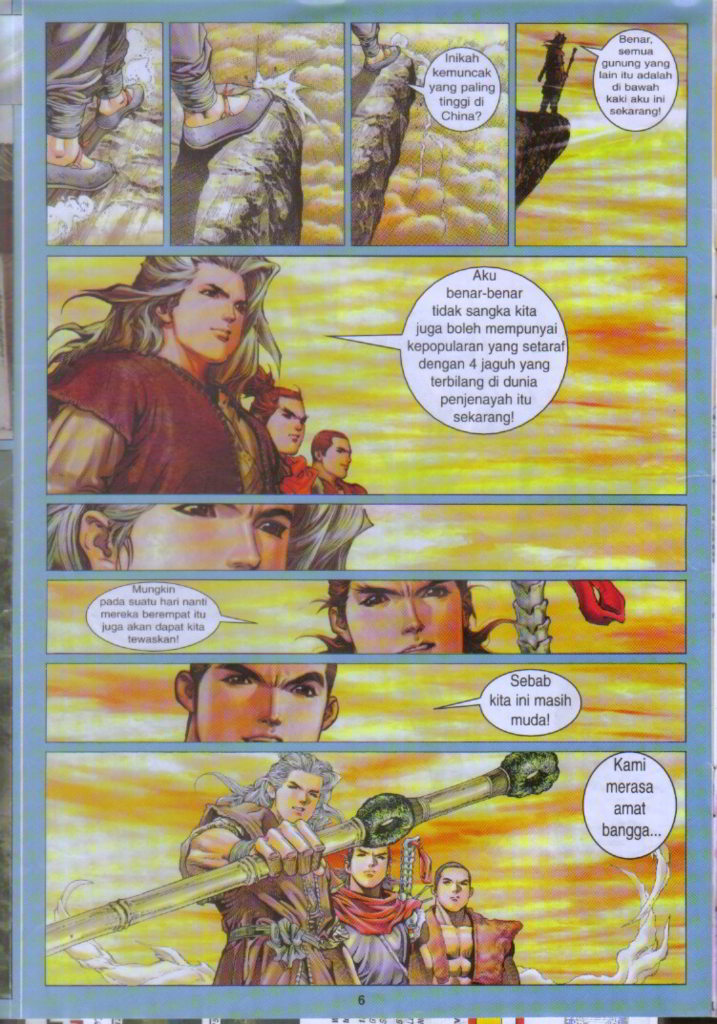 Inikah
kemuncak
yang paling
tinggi di
China?
Benar,
semua
gunung yang
lain itu adalah
di bawah
kaki aku ini
sekarang!
Aku
benar-benar
tidak sangka kita
juga boleh mempunyai
kepopularan yang setaraf
dengan 4 jaguh yang
terbilang di dunia
penjenayah itu
sekarang!
Mungkin
pada suatu hari nanti
mereka berempat itu
juga akan dapat kita
tewaskan!
Sebab
kita ini masih
muda!
Kami
merasa
amat
bangga...
6